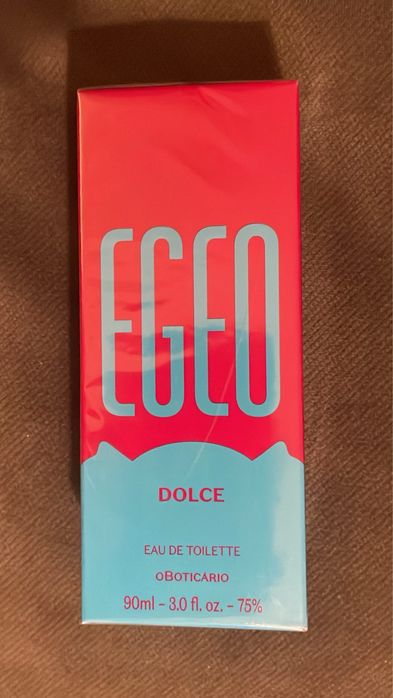 EGEO
DOLCE
EAU DE TOILETTE
oBOTICÁRIO
90ml – 3.0 fl. oz. – 75%